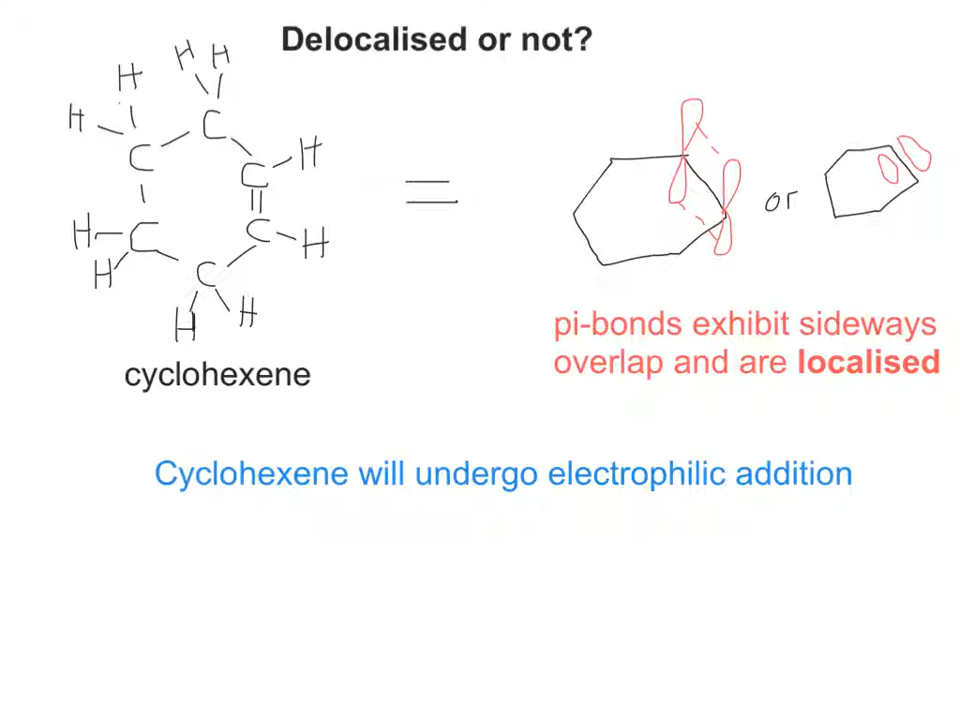 Delocalised or not?
H H
H
H
C
C
H
C
=
or
H
C
C
H
H
C
H
H
pi-bonds exhibit sideways
overlap and are localised
cyclohexene
Cyclohexene will undergo electrophilic addition